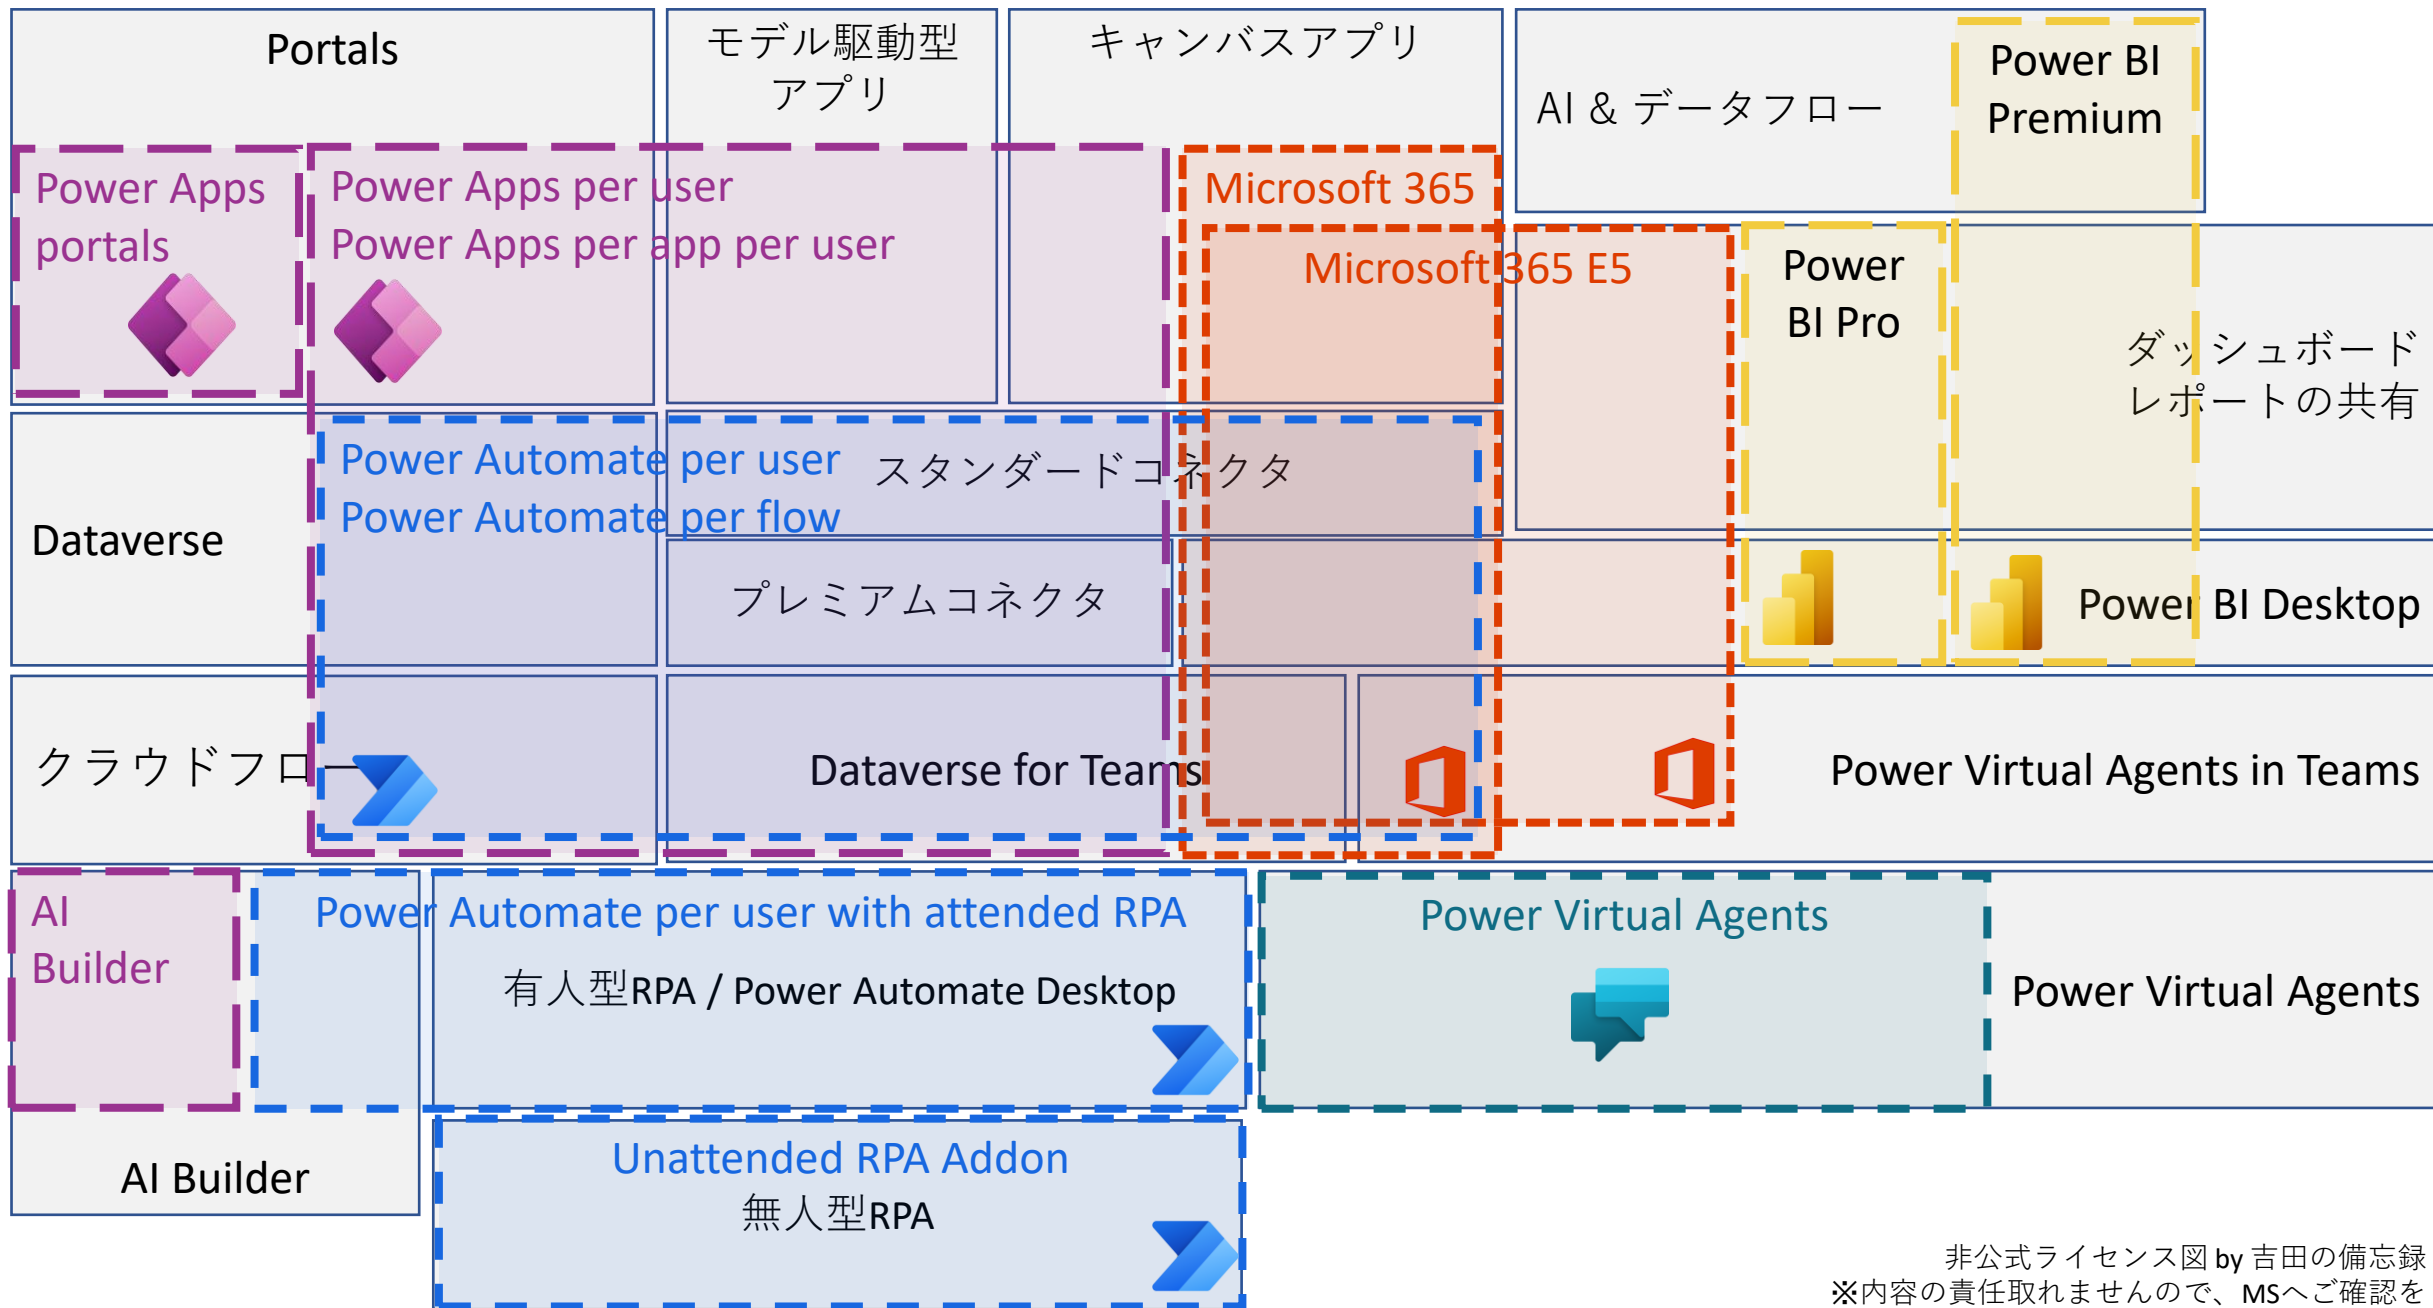 Portals
モデル駆動型
アプリ
キャンバスアプリ
AI & データフロー
Power BI
Premium
Power Apps
portals
Power Apps per user
Power Apps per app per user
Microsoft 365
Microsoft 365 E5
Power
BI Pro
ダッシュボード
レポートの共有
Dataverse
Power Automate per user
Power Automate per flow
スタンダードコネクタ
プレミアムコネクタ
Power BI Desktop
クラウドフロー
Dataverse for Teams
Power Virtual Agents in Teams
AI
Builder
Power Automate per user with attended RPA
有人型RPA / Power Automate Desktop
Power Virtual Agents
Power Virtual Agents
AI Builder
Unattended RPA Addon
無人型RPA
非公式ライセンス図 by 吉田の備忘録
※内容の責任取れませんので、MSへご確認を